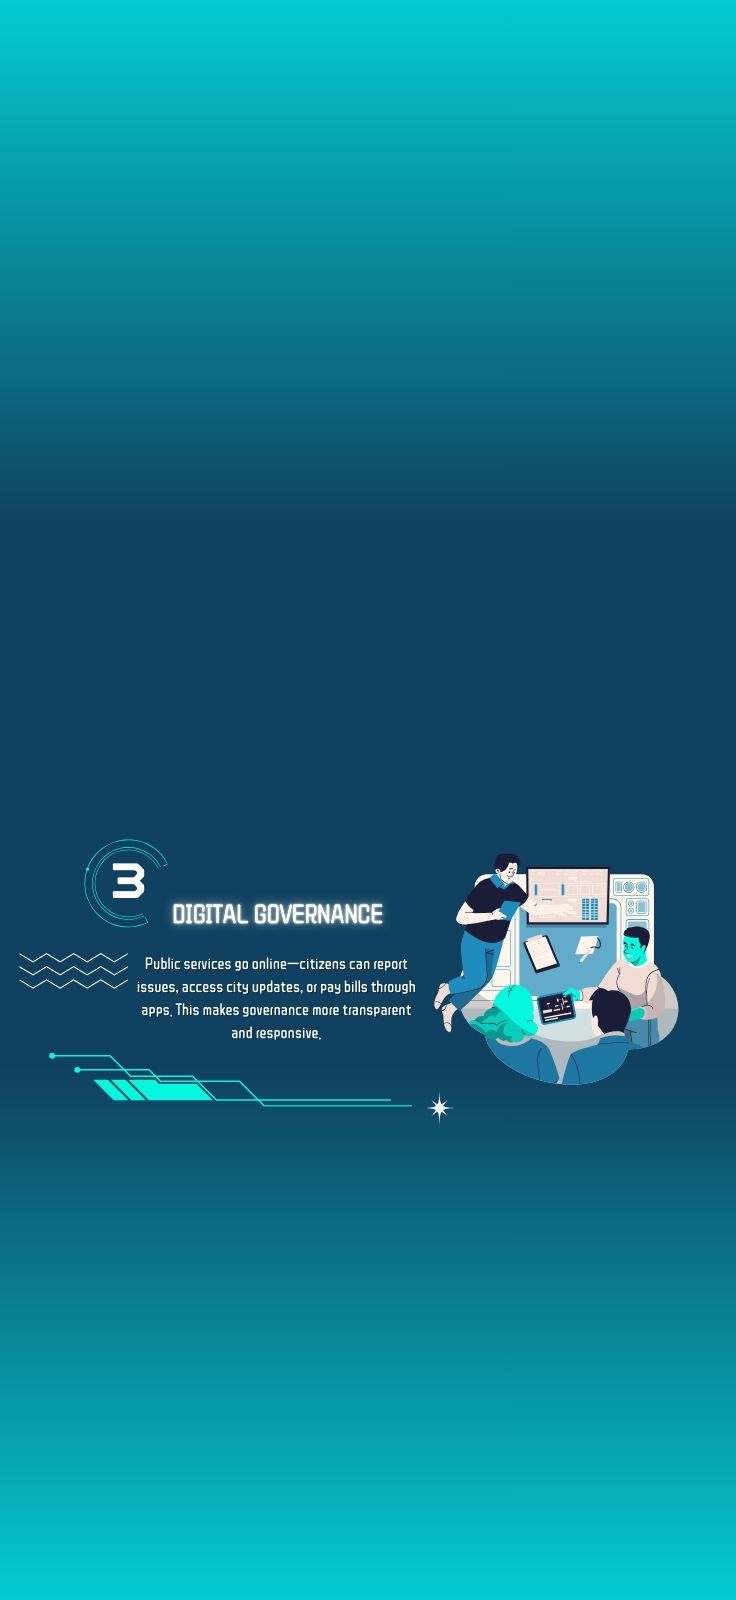 3
DIGITAL GOVERNANCE
Public services go online—citizens can report
issues, access city updates, or pay bills through
apps. This makes governance more transparent
and responsive.